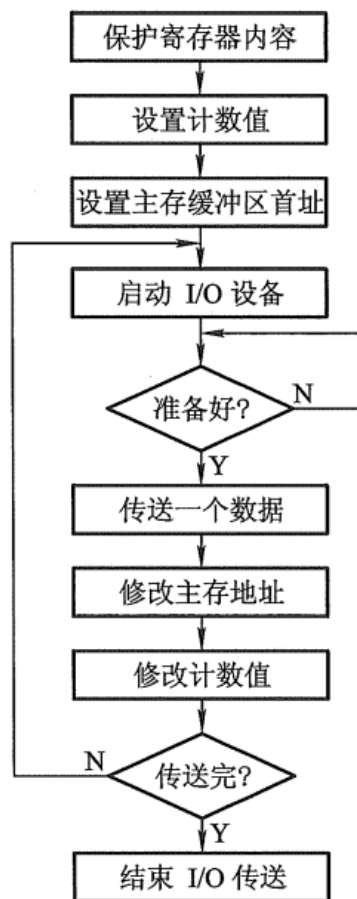 保护寄存器内容
设置计数值
设置主存缓冲区首址
启动 I/O 设备
准备好?
N
Y
传送一个数据
修改主存地址
修改计数值
N
传送完?
Y
结束 I/O 传送